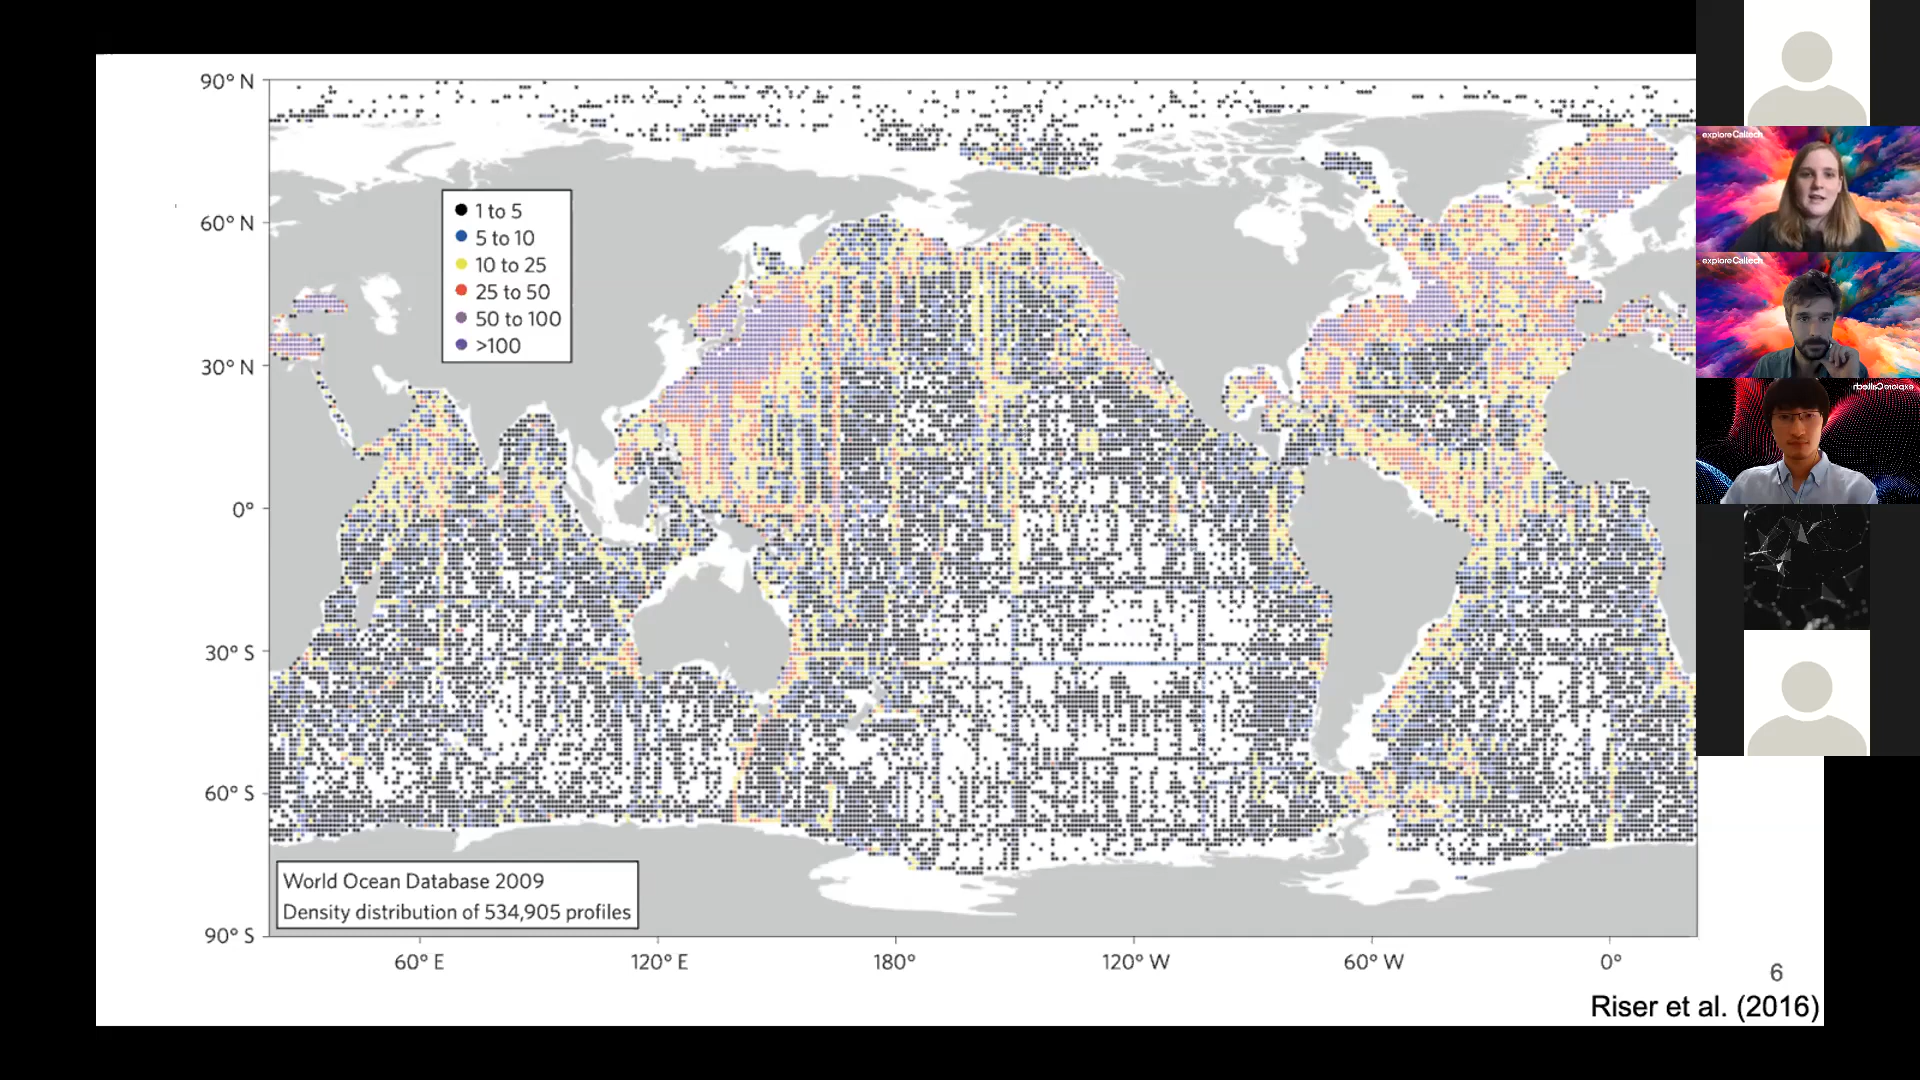 90° N
60° N
30° N
0°
30° S
60° S
90° S
1 to 5
5 to 10
10 to 25
25 to 50
50 to 100
>100
World Ocean Database 2009
Density distribution of 534,905 profiles
60° E
120° E
180°
120° W
60° W
0°
6
Riser et al. (2016)
exploreCaltech
exploreCaltech
exploreCaltech